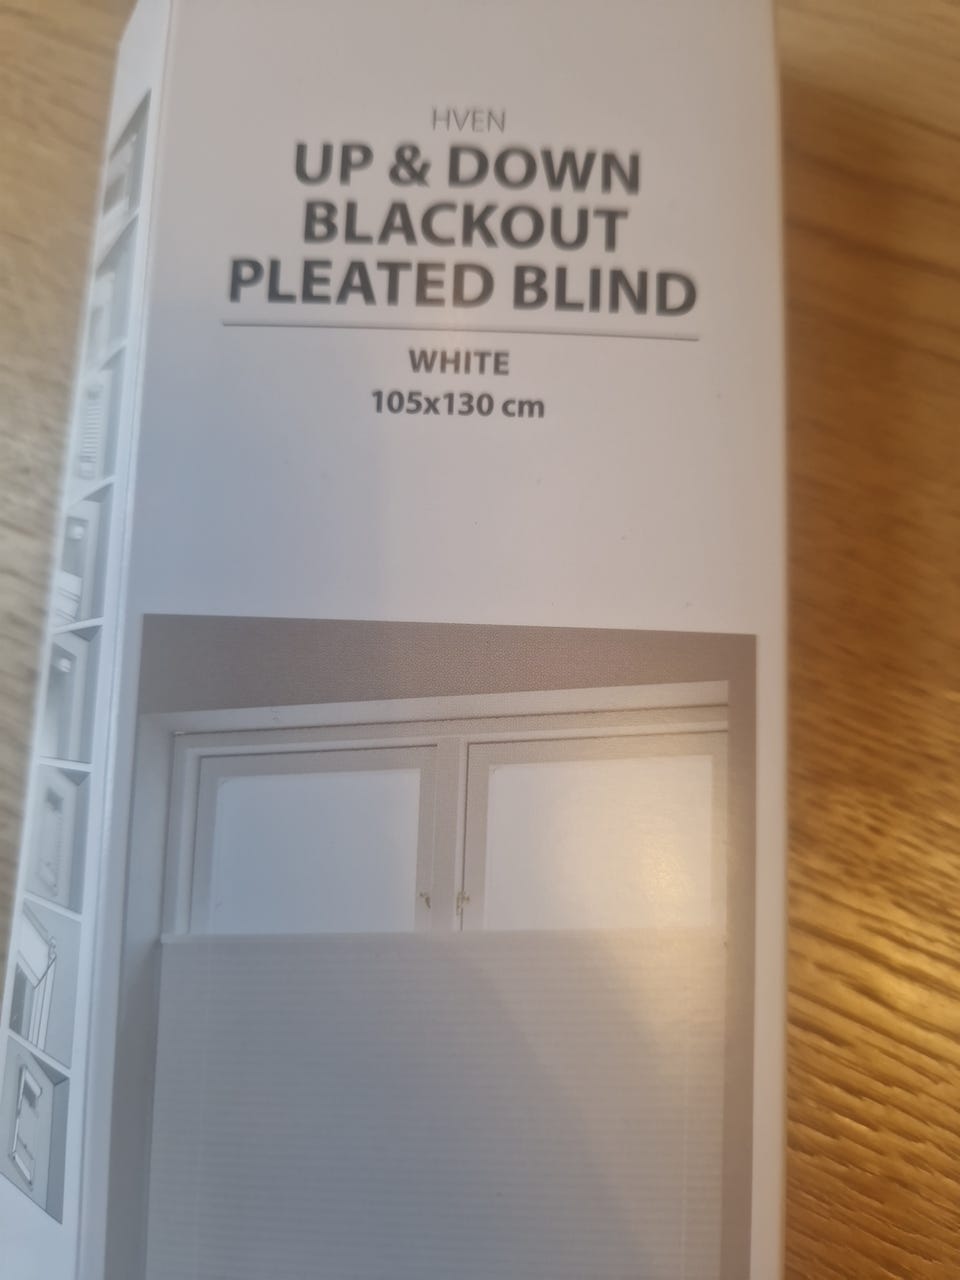 HVEN
UP & DOWN
BLACKOUT
PLEATED BLIND
WHITE
105x130 cm